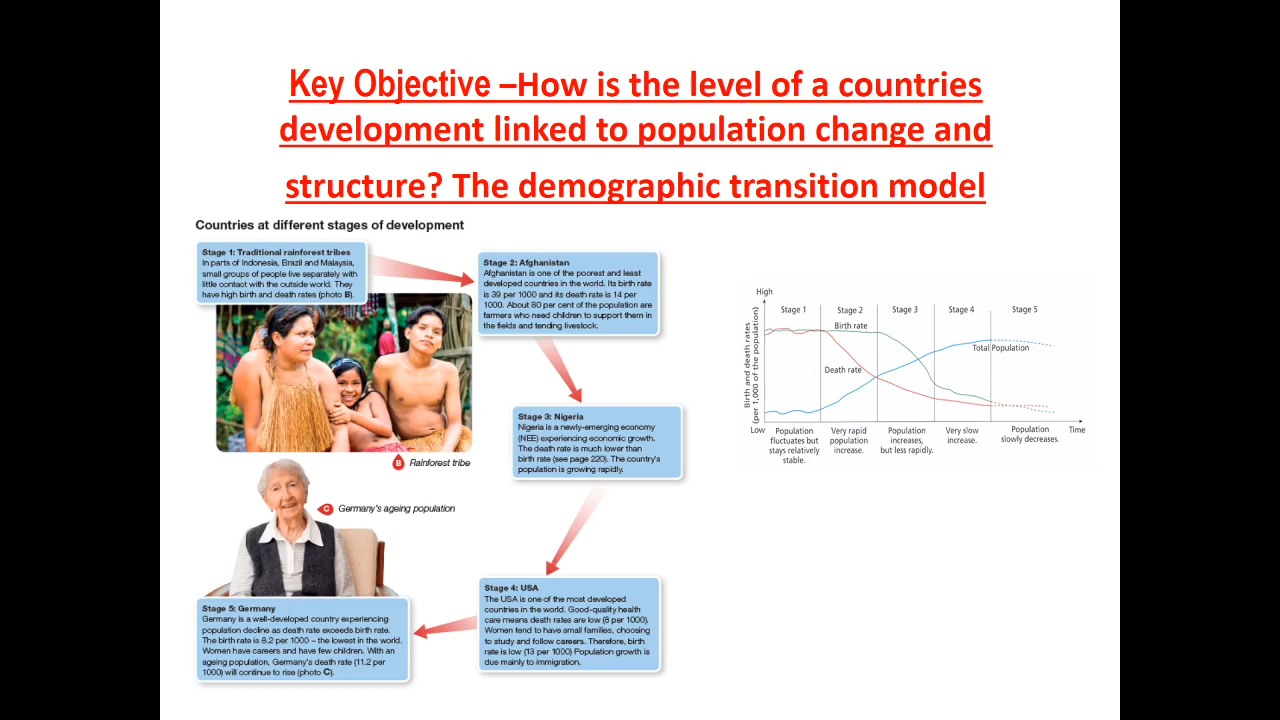 Key Objective –How is the level of a countries
development linked to population change and
structure? The demographic transition model
Countries at different stages of development
Stage 1: Traditional rainforest tribes
In parts of Indonesia, Brazil and Malaysia,
small groups of people live separately with
little contact with the outside world. They
have high birth and death rates (photo B).
Stage 2: Afghanistan
Afghanistan is one of the poorest and least
developed countries in the world. Its birth rate
is 39 per 1000 and its death rate is 14 per
1000. About 80 per cent of the population are
farmers who need children to support them in
the fields and tending livestock.
B Rainforest tribe
Stage 3: Nigeria
Nigeria is a newly-emerging economy
(NEE) experiencing economic growth.
The death rate is much lower than
birth rate (see page 220). The country's
population is growing rapidly.
C Germany's ageing population
Stage 4: USA
The USA is one of the most developed
countries in the world. Good-quality health
care means death rates are low (8 per 1000).
Women tend to have small families, choosing
to study and follow careers. Therefore, birth
rate is low (13 per 1000) Population growth is
due mainly to immigration.
Stage 5: Germany
Germany is a well-developed country experiencing
population decline as death rate exceeds birth rate.
The birth rate is 8.2 per 1000 – the lowest in the world.
Women have careers and have few children. With an
ageing population, Germany's death rate (11.2 per
1000) will continue to rise (photo C).
High
Stage 1 Stage 2 Stage 3 Stage 4 Stage 5
Birth rate
Total Population
Death rate
Birth and death rates
(per 1,000 of the population)
Low
Population
fluctuates but
stays relatively
stable.
Very rapid
population
increase.
Population
increases,
but less rapidly.
Very slow
increase.
Population
slowly decreases.
Time